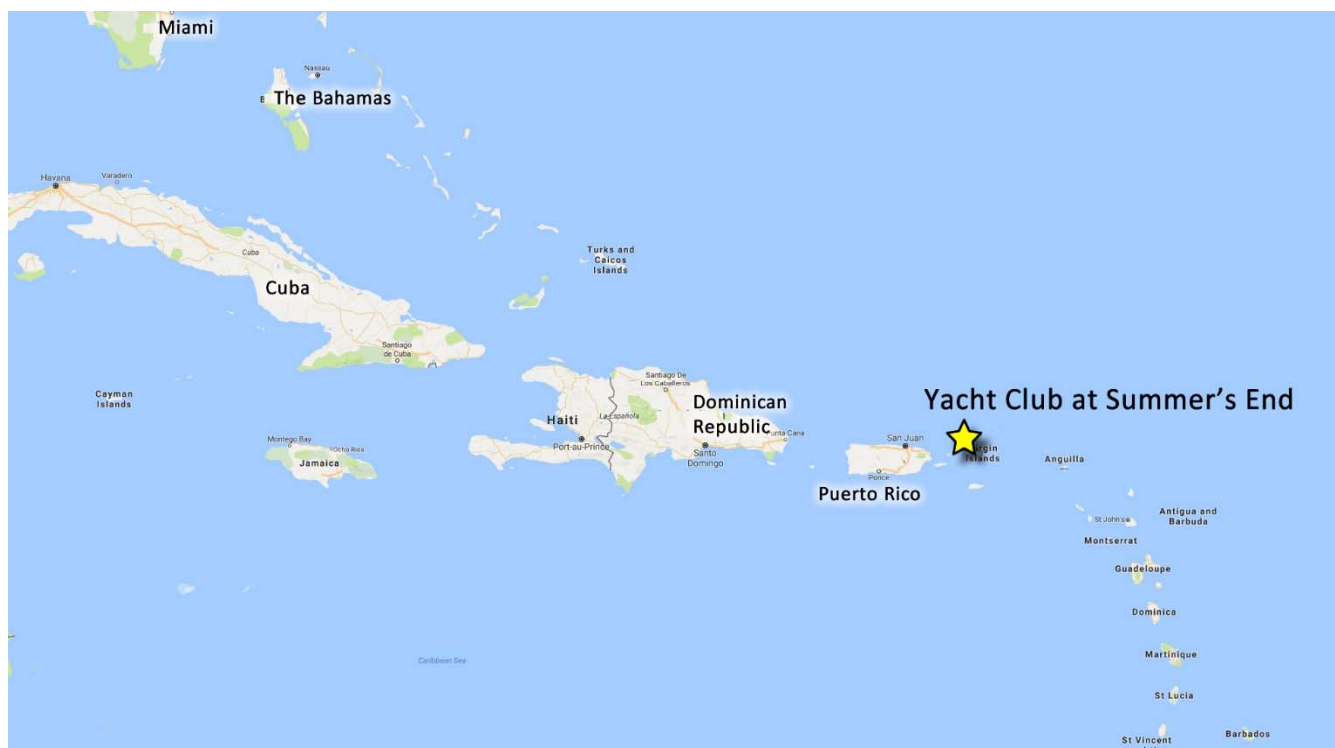 Miami
Nassau
The Bahamas
Havana
Varadero
Cuba
Turks and
Caicos
Islands
Cuba
Santiago
de Cuba
Cayman
Islands
Santiago De
Los Caballeros
Dominican
Republic
Haiti
La Española
Punta Cana
Port-au-Prince
Santo
Domingo
Montego Bay
Ocho Rios
Jamaica
Yacht Club at Summer's End
San Juan
Virgin
Islands
Anguilla
Ponce
Puerto Rico
St John's
Antigua and
Barbuda
Montserrat
Guadeloupe
Dominica
Caribbean Sea
Martinique
St Lucia
St Vincent
Barbados